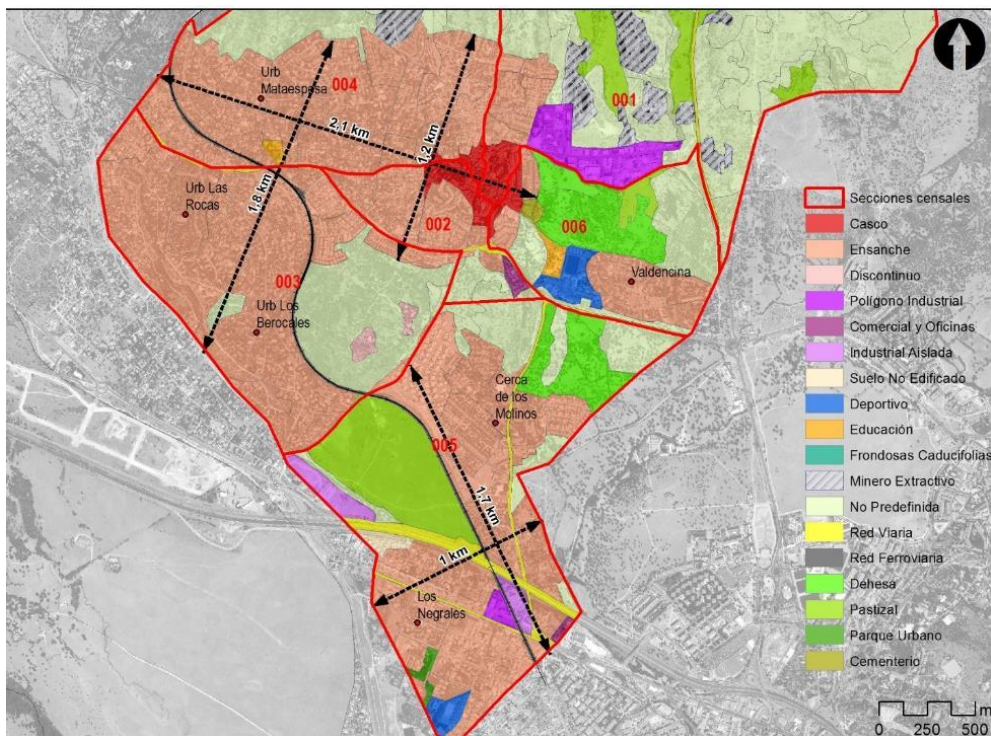 Urb
Mataespesa
004
001
2,1 km
1,2 km
1,8 km
Urb Las
Rocas
002
006
Valdencina
003
Urb Los
Berocales
Cerca
de los
Molinos
005
1,7 km
1 km
Los
Negrales
Secciones censales
Casco
Ensanche
Discontinuo
Polígono Industrial
Comercial y Oficinas
Industrial Aislada
Suelo No Edificado
Deportivo
Educación
Frondosas Caducifolias
Minero Extractivo
No Predefinida
Red Viaria
Red Ferroviaria
Dehesa
Pastizal
Parque Urbano
Cementerio
m
0 250 500